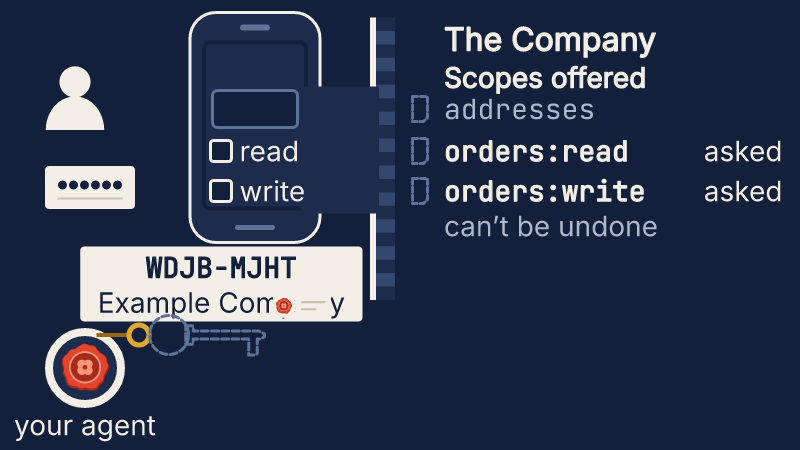 The Company
Scopes offered
addresses
orders:read asked
orders:write asked
can't be undone
read
write
WDJB-MJHT
Example
your agent